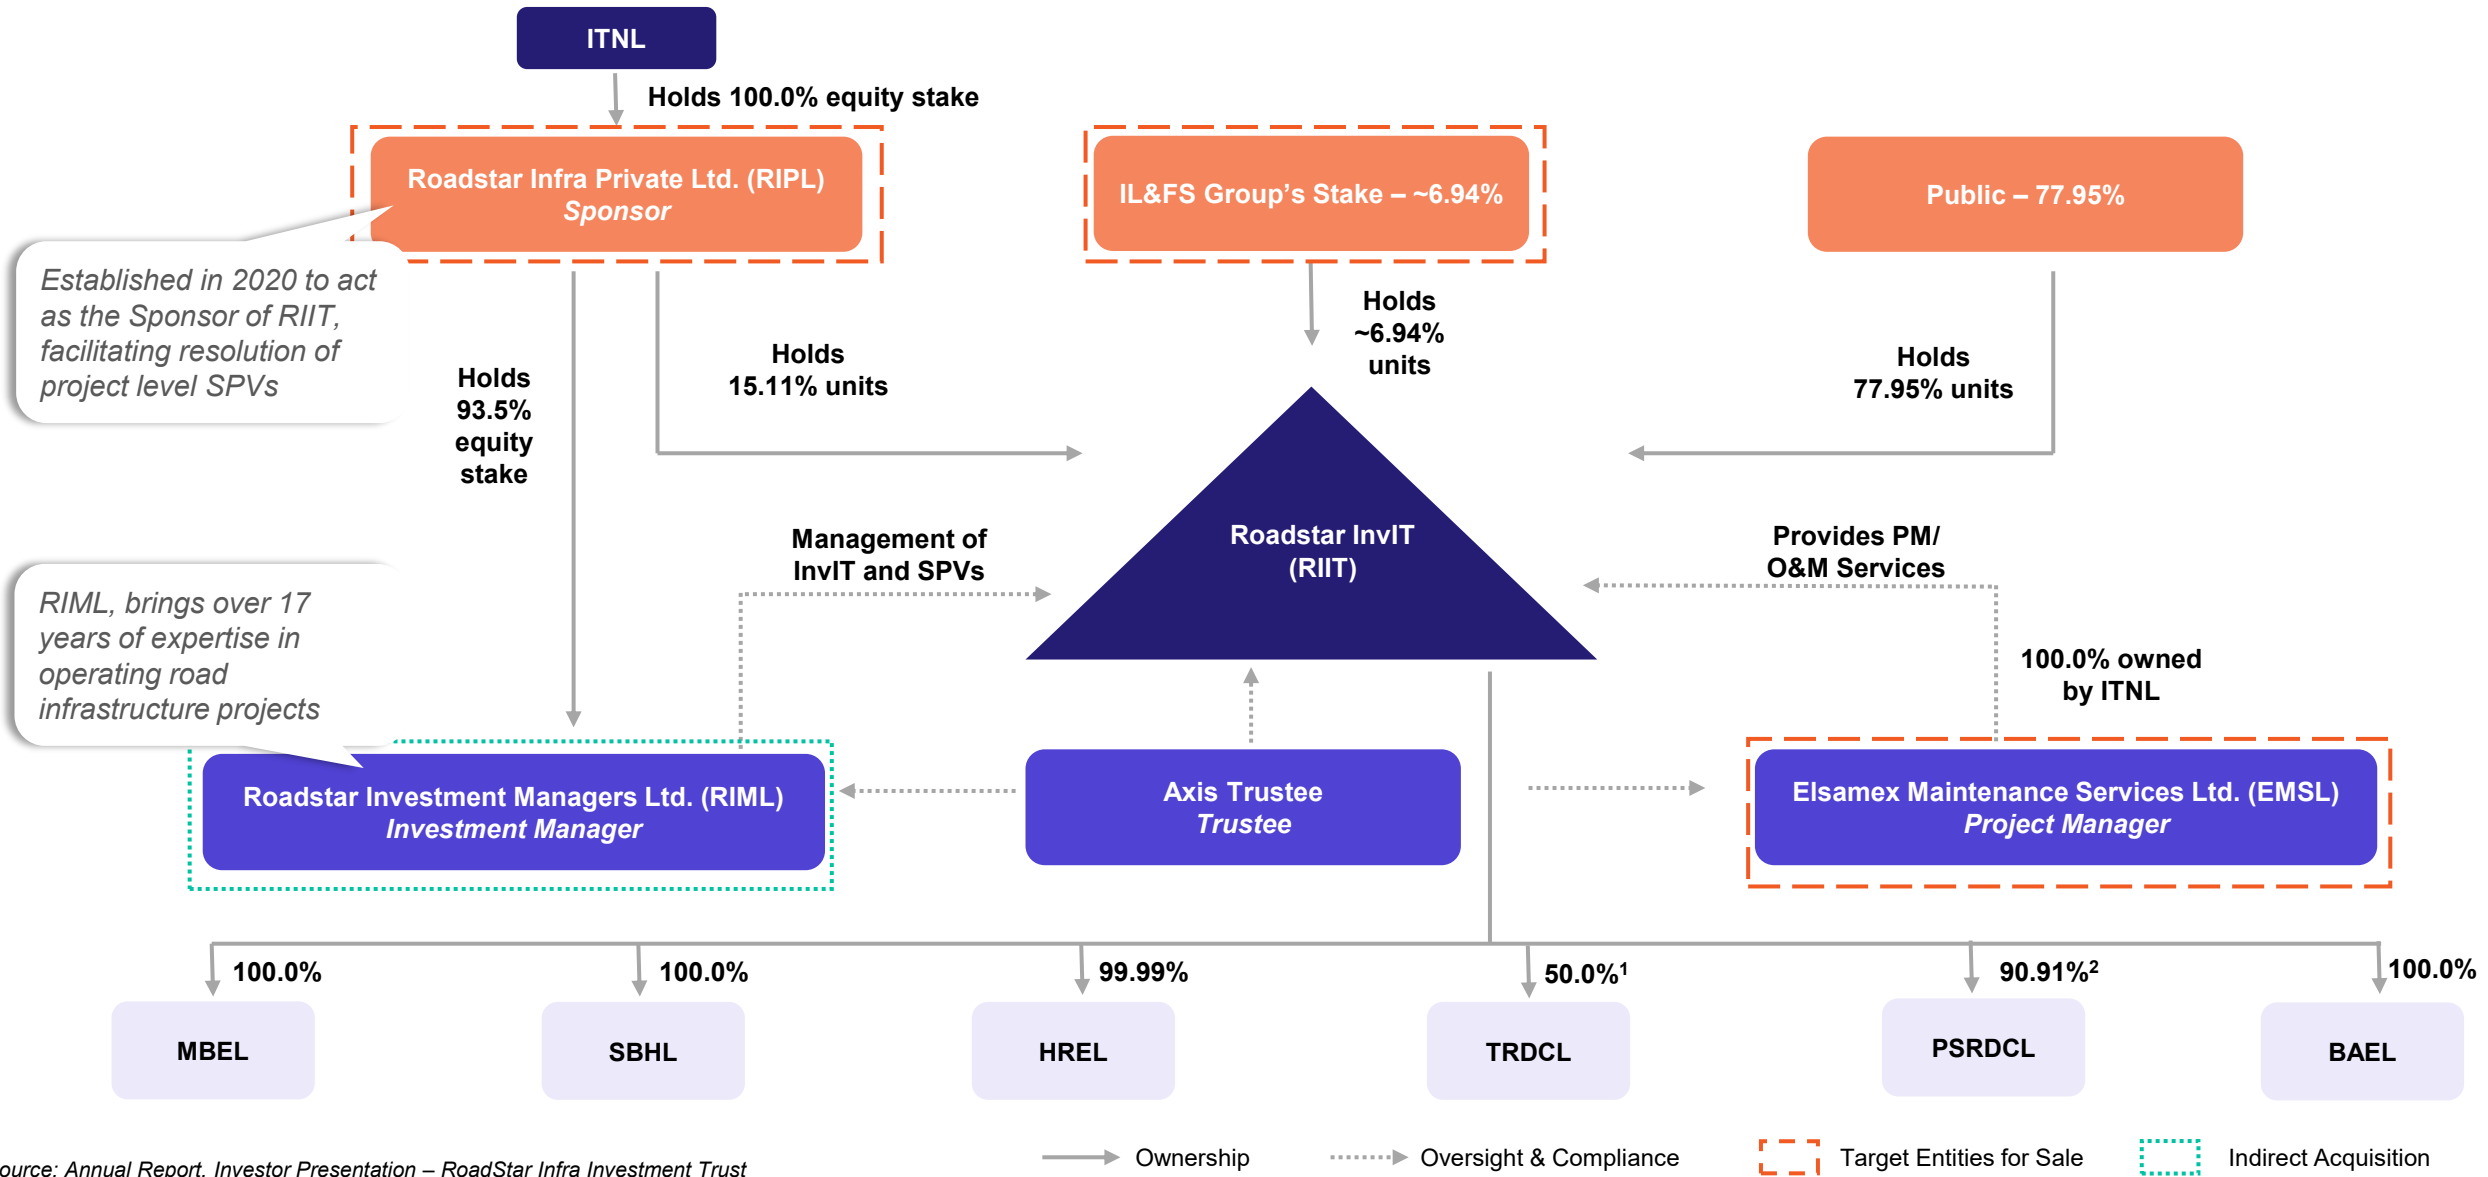 ITNL
Holds 100.0% equity stake
Roadstar Infra Private Ltd. (RIPL)
Sponsor
IL&FS Group’s Stake – ~6.94%
Public – 77.95%
Established in 2020 to act
as the Sponsor of RIIT,
facilitating resolution of
project level SPVs
Holds
93.5%
equity
stake
Holds
15.11% units
Holds
~6.94%
units
Holds
77.95% units
Management of
InvIT and SPVs
Roadstar InvIT
(RIIT)
Provides PM/
O&M Services
100.0% owned
by ITNL
RIML, brings over 17
years of expertise in
operating road
infrastructure projects
Roadstar Investment Managers Ltd. (RIML)
Investment Manager
Axis Trustee
Trustee
Elsamex Maintenance Services Ltd. (EMSL)
Project Manager
100.0%
100.0%
99.99%
50.0%¹
90.91%²
100.0%
MBEL
SBHL
HREL
TRDCL
PSRDCL
BAEL
Ownership
Oversight & Compliance
Target Entities for Sale
Indirect Acquisition
ource: Annual Report, Investor Presentation – RoadStar Infra Investment Trust